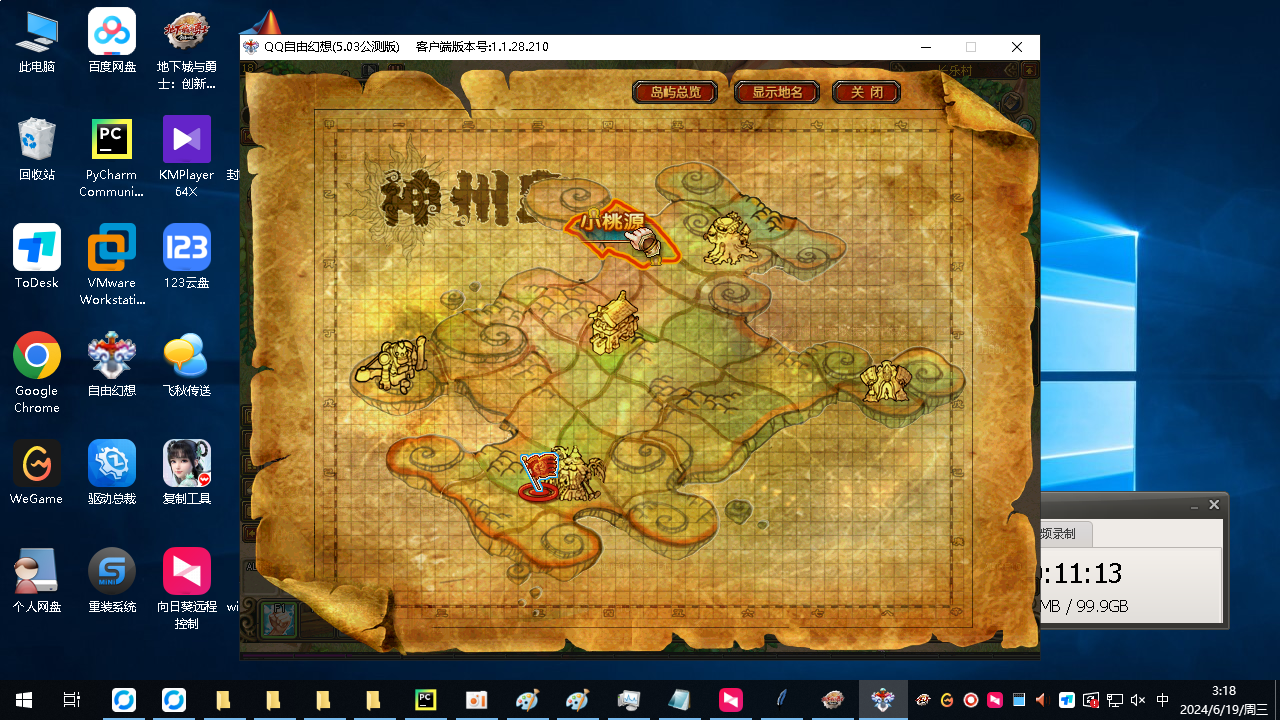 QQ自由幻想(5.03公测版) 客户端版本号:1.1.28.210
岛屿总览
显示地名
关 闭
小桃源
此电脑
百度网盘
地下城与勇士：创新...
回收站
PyCharm Communi...
KMPlayer 64X
封
ToDesk
VMware Workstati...
123云盘
Google Chrome
自由幻想
飞秋传送
WeGame
驱动总裁
复制工具
个人网盘
重装系统
向日葵远程控制
wi
频录制
:11:13
MB / 99.9GB
中
3:18
2024/6/19/周三